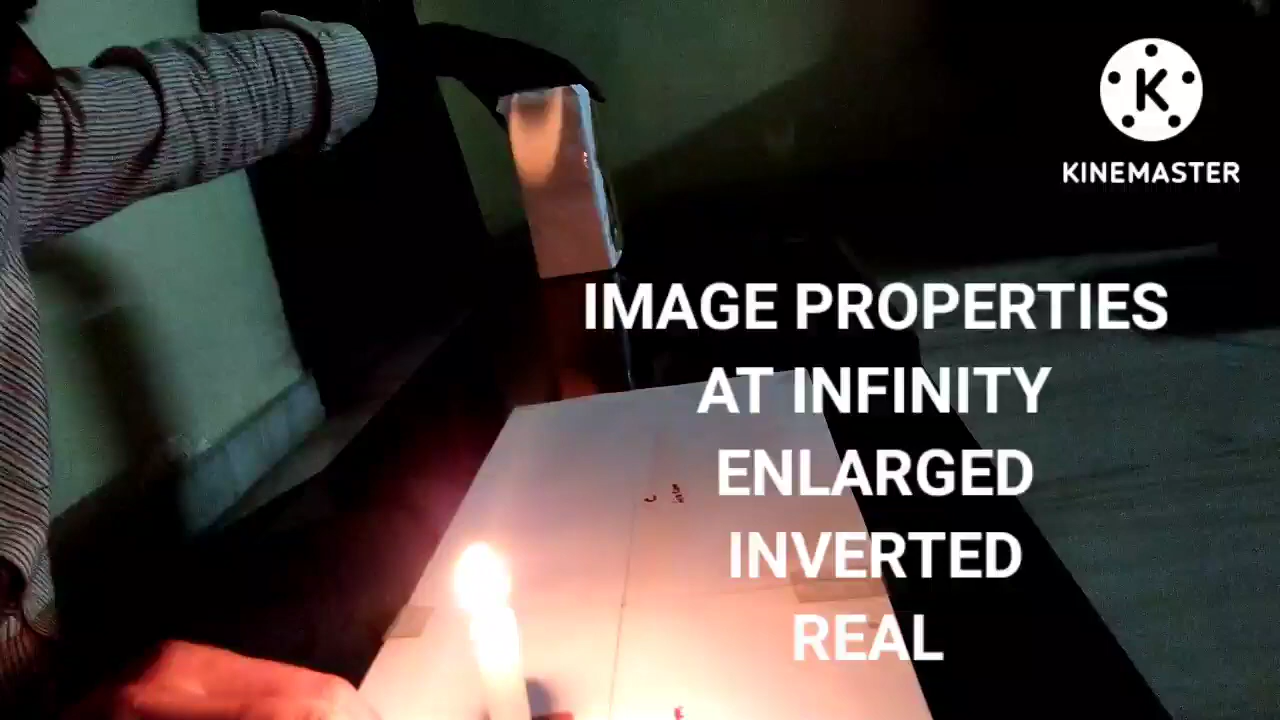 K
KINEMASTER
IMAGE PROPERTIES
AT INFINITY
ENLARGED
INVERTED
REAL
C